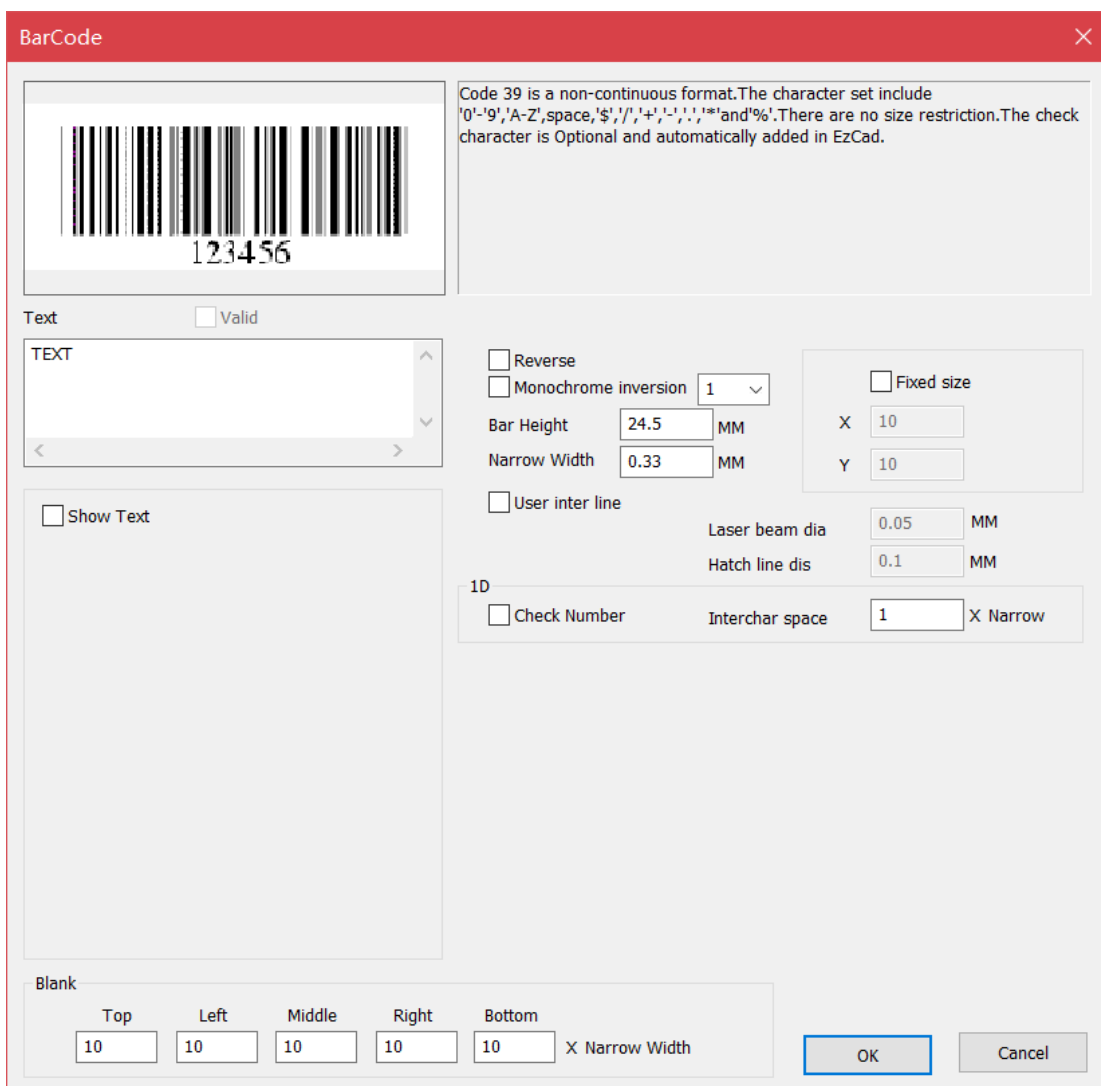 BarCode
Code 39 is a non-continuous format.The character set include
'0'-'9','A-Z',space,'$','/','+','-','.','*'and'%'.There are no size restriction.The check
character is Optional and automatically added in EzCad.
123456
Text
Valid
TEXT
Reverse
Monochrome inversion 1
Bar Height 24.5 MM
Narrow Width 0.33 MM
Fixed size
X 10
Y 10
User inter line
Laser beam dia 0.05 MM
Hatch line dis 0.1 MM
Show Text
1D
Check Number Interchar space 1 X Narrow
Blank
Top Left Middle Right Bottom
10 10 10 10 10 X Narrow Width
OK Cancel